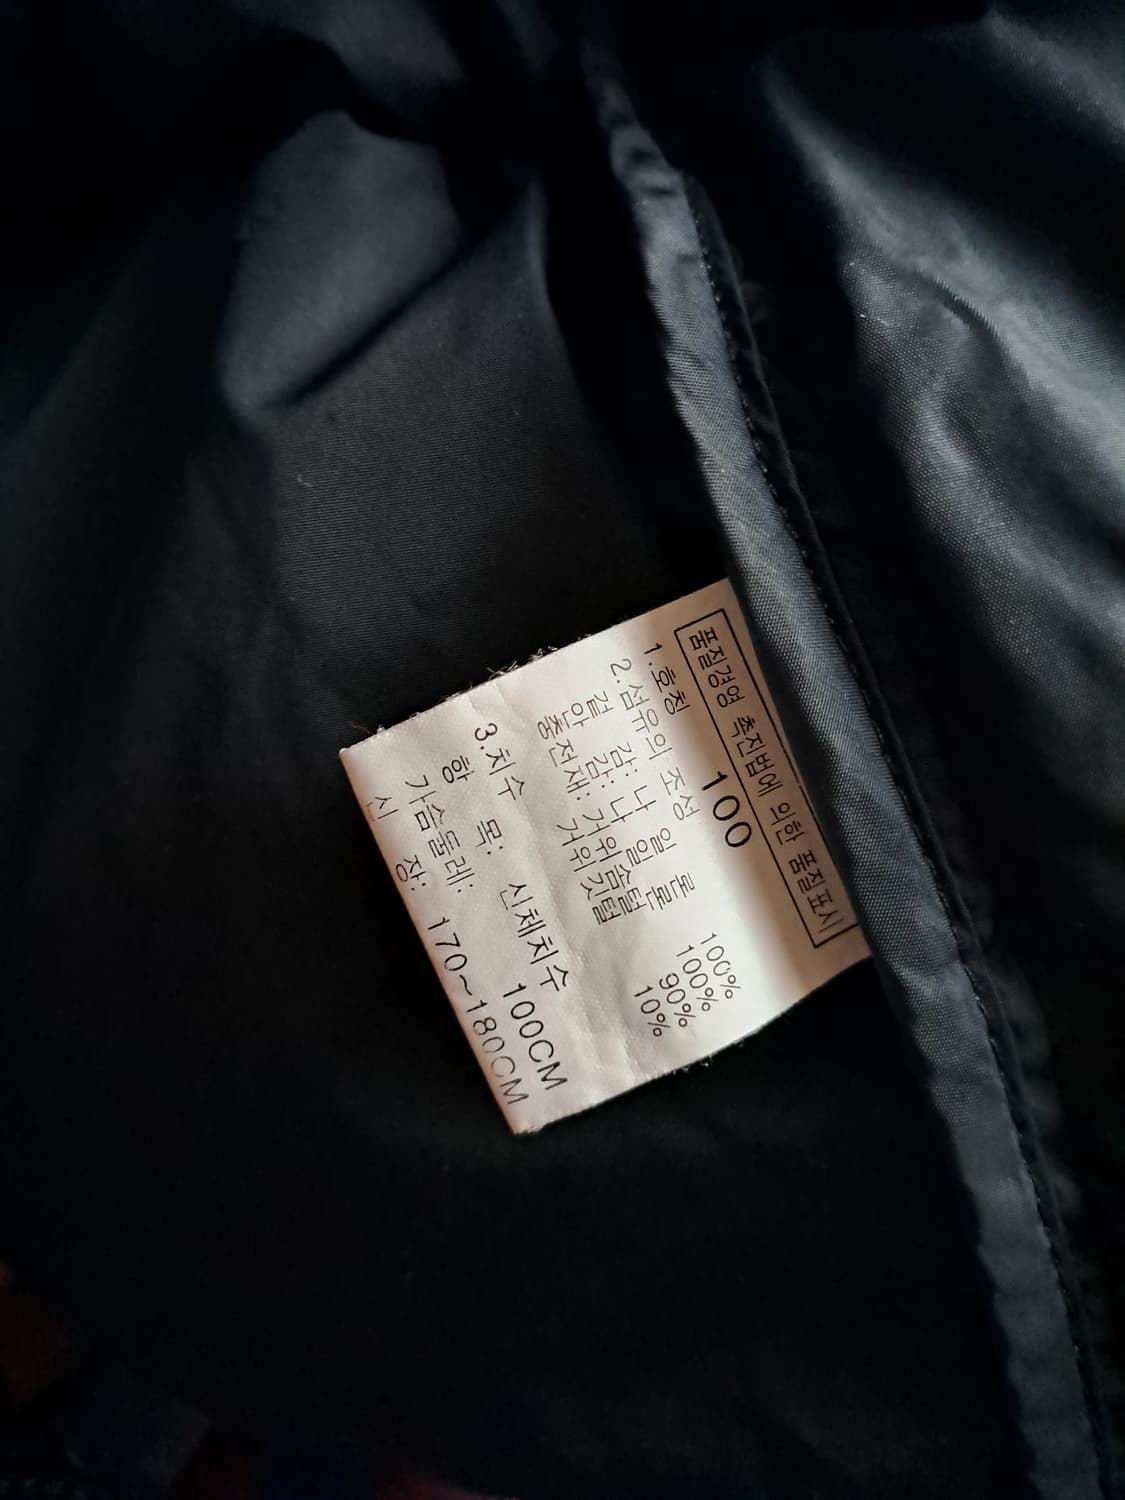 품질경영 촉진법에 의한 품질표시
1.호칭 100
2.섬유의 조성
겉 감: 나 일 론 100%
안 감: 나 일 론 100%
충전재: 거위솜털 90%
거위깃털 10%
3.치수
항 목: 신체치수
가슴둘레: 100CM
신 장: 170~180CM